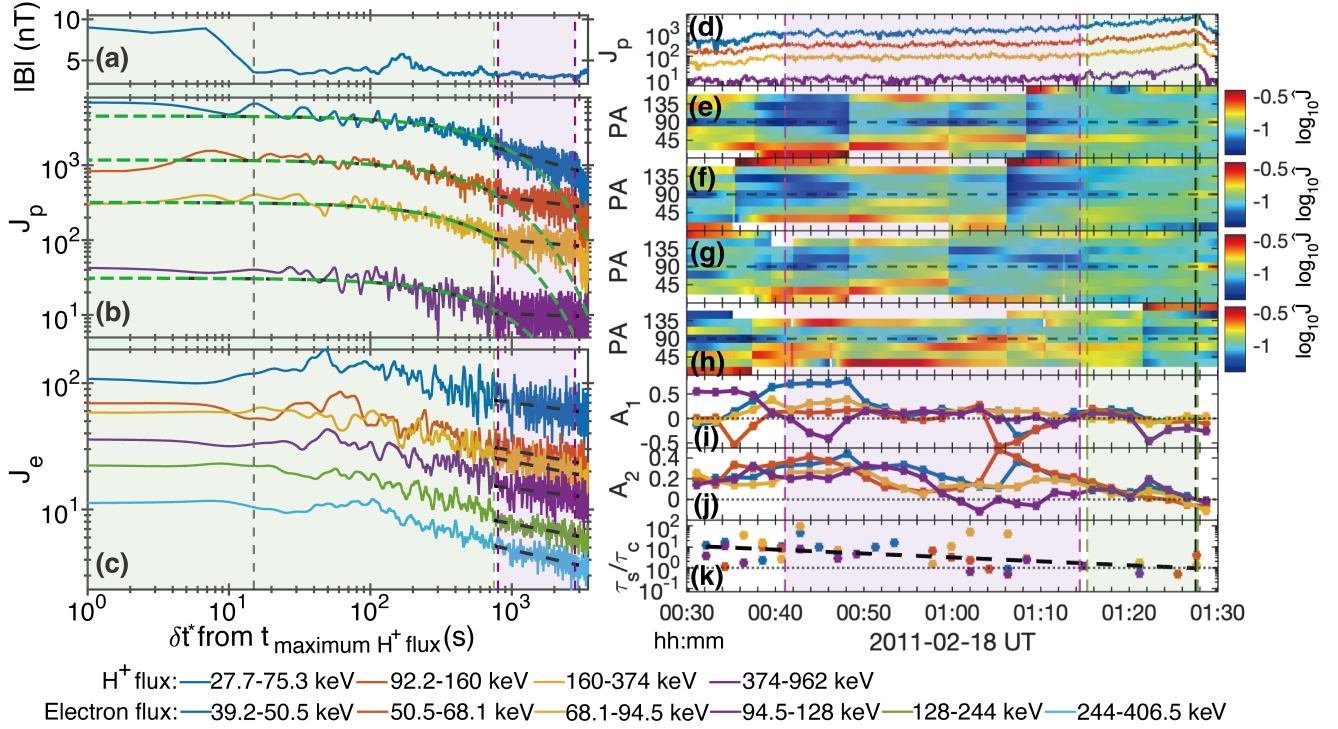 |B| (nT)
10
5
(a)
J_p
10^3
10^2
10^1
(b)
J_e
10^2
10^1
(c)
10^0 10^1 10^2 10^3
δt* from t maximum H^+ flux (s)
J_p
10^3
10^2
10^1
(d)
PA
135
90
45
(e)
-0.5
-1
log_10 j
PA
135
90
45
(f)
-0.5
-1
log_10 j
PA
135
90
45
(g)
-0.5
-1
log_10 j
PA
135
90
45
(h)
-0.5
-1
log_10 j
A_1
0.5
0
-0.5
(i)
A_2
0.4
0.2
0
(j)
τ_s/τ_c
10^2
10^1
10^0
10^-1
(k)
00:30 00:40 00:50 01:00 01:10 01:20 01:30
hh:mm 2011-02-18 UT
H^+ flux: 27.7-75.3 keV 92.2-160 keV 160-374 keV 374-962 keV
Electron flux: 39.2-50.5 keV 50.5-68.1 keV 68.1-94.5 keV 94.5-128 keV 128-244 keV 244-406.5 keV